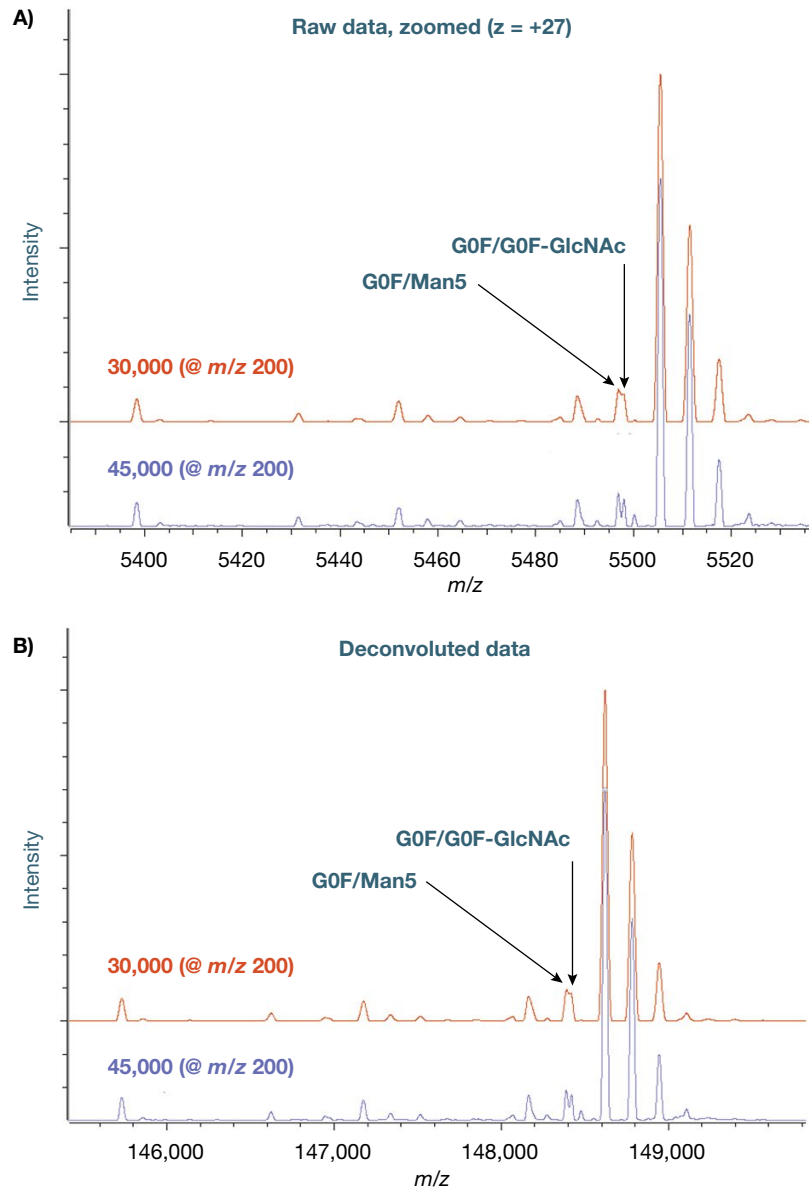 A)
Raw data, zoomed (z = +27)
Intensity
G0F/G0F-GlcNAc
G0F/Man5
30,000 (@ m/z 200)
45,000 (@ m/z 200)
5400 5420 5440 5460 5480 5500 5520
m/z
B)
Deconvoluted data
Intensity
G0F/G0F-GlcNAc
G0F/Man5
30,000 (@ m/z 200)
45,000 (@ m/z 200)
146,000 147,000 148,000 149,000
m/z